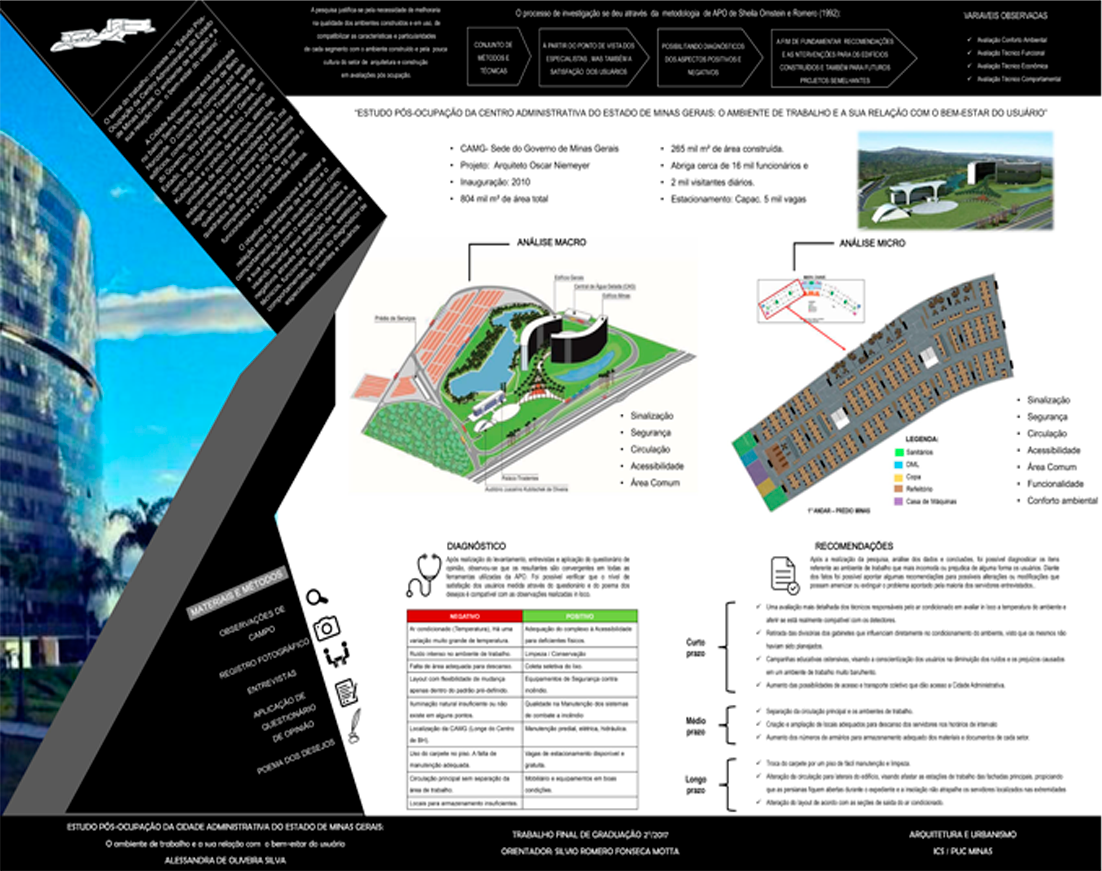 A pesquisa justifica-se pela necessidade de melhoraria
na qualidade dos ambientes construídos e em uso, de
compatibilizar as características e particularidades
de cada segmento com o ambiente construído e pela pouca
cultura do setor de arquitetura e construção
em avaliações pós ocupação.
O processo de investigação se deu através da metodologia de APO de Sheila Ornstein e Romero (1992):
CONJUNTO DE
MÉTODOS E
TÉCNICAS
À PARTIR DO PONTO DE VISTA DOS
ESPECIALISTAS, MAS TAMBÉM A
SATISFAÇÃO DOS USUÁRIOS
POSIBILITANDO DIAGNÓSTICOS
DOS ASPECTOS POSITIVOS E
NEGATIVOS
A FIM DE FUNDAMENTAR RECOMENDAÇÕES
E AS INTERVENÇÕES PARA OS EDIFÍCIOS
CONSTRUÍDOS E TAMBÉM PARA FUTUROS
PROJETOS SEMELHANTES
VARIAVEIS OBSERVADAS
✓ Avaliação Conforto Ambiental
✓ Avaliação Técnico Funcional
✓ Avaliação Técnico Econômica
✓ Avaliação Técnico Comportamental
"ESTUDO PÓS-OCUPAÇÃO DA CENTRO ADMINISTRATIVA DO ESTADO DE MINAS GERAIS: O AMBIENTE DE TRABALHO E A SUA RELAÇÃO COM O BEM-ESTAR DO USUÁRIO"
• CAMG- Sede do Governo de Minas Gerais
• Projeto: Arquiteto Oscar Niemeyer
• Inauguração: 2010
• 804 mil m² de área total
• 265 mil m² de área construída.
• Abriga cerca de 16 mil funcionários e
• 2 mil visitantes diários.
• Estacionamento: Capac. 5 mil vagas
ANÁLISE MACRO
Edifício Gerais
Central de Água Gelada (CAG)
Edifício Minas
Prédio de Serviços
Palácio Tiradentes
Auditório Juscelino Kubitschek de Oliveira
• Sinalização
• Segurança
• Circulação
• Acessibilidade
• Área Comum
ANÁLISE MICRO
LEGENDA:
Sanitários
DML
Copa
Refeitório
Casa de Máquinas
1° ANDAR – PRÉDIO MINAS
• Sinalização
• Segurança
• Circulação
• Acessibilidade
• Área Comum
• Funcionalidade
• Conforto ambiental
MATERIAIS E MÉTODOS
OBSERVAÇÕES DE
CAMPO
REGISTRO FOTOGRÁFICO
ENTREVISTAS
APLICAÇÃO DE
QUESTIONÁRIO
DE OPINIÃO
POEMA DOS DESEJOS
DIAGNÓSTICO
Após a realização do levantamento, entrevistas e aplicação do questionário de
opinião, observou-se que os resultantes são convergentes em todas as
ferramentas utilizadas da APO. Foi possível verificar que o nível de
satisfação dos usuários medida através do questionário e do poema dos
desejos é compatível com as observações realizadas in loco.
NEGATIVO
POSITIVO
Ar condicionado (Temperatura), Há uma
variação muito grande de temperatura.
Adequação do complexo à Acessibilidade
para deficientes físicos.
Ruído intenso no ambiente de trabalho.
Limpeza / Conservação
Falta de área adequada para descanso.
Coleta seletiva do lixo.
Layout com flexibilidade de mudança
apenas dentro do padrão pré-definido.
Equipamentos de Segurança contra
incêndio.
Iluminação natural insuficiente ou não
existe em alguns pontos.
Qualidade na Manutenção dos sistemas
de combate a incêndio
Localização da CAMG (Longe do Centro
de BH).
Manutenção predial, elétrica, hidráulica
Uso do carpete no piso. A falta de
manutenção adequada.
Vagas de estacionamento disponível e
gratuita.
Circulação principal sem separação da
área de trabalho.
Mobiliário e equipamentos em boas
condições.
Locais para armazenamento insuficientes.
RECOMENDAÇÕES
Após a realização da pesquisa, análise dos dados e conclusões, foi possível diagnosticar os itens
referente ao ambiente de trabalho que mais incomoda ou prejudica de alguma forma os usuários. Diante
dos fatos foi possível apontar algumas recomendações para possíveis alterações ou modificações que
possam amenizar ou extinguir o problema apontado pela maioria dos servidores entrevistados.
Curto
prazo
✓ Uma avaliação mais detalhada dos técnicos responsáveis pelo ar condicionado em avaliar in loco a temperatura do ambiente e
aferir se está realmente compatível com os detectores.
✓ Retirada das divisórias dos gabinetes que influenciam diretamente no condicionamento do ambiente, visto que os mesmos não
haviam sido planejados.
✓ Campanhas educativas ostensivas, visando a conscientização dos usuários na diminuição dos ruídos e os prejuízos causados
em um ambiente de trabalho muito barulhento.
✓ Aumento das possibilidades de acesso e transporte coletivo que dão acesso a Cidade Administrativa.
Médio
prazo
✓ Separação da circulação principal e os ambientes de trabalho.
✓ Criação e ampliação de locais adequados para descanso dos servidores nos horários de intervalo
✓ Aumento dos números de armários para armazenamento adequado dos materiais e documentos de cada setor.
Longo
prazo
✓ Troca do carpete por um piso de fácil manutenção e limpeza.
✓ Alteração da circulação para laterais do edifício, visando afastar as estações de trabalho das fachadas principais, propiciando
que as persianas fiquem abertas durante o expediente e a insolação não atrapalhe os servidores localizados nas extremidades
✓ Alteração do layout de acordo com as seções de saída do ar condicionado.
ESTUDO PÓS-OCUPAÇÃO DA CIDADE ADMINISTRATIVA DO ESTADO DE MINAS GERAIS:
O ambiente de trabalho e a sua relação com o bem-estar do usuário
ALESSANDRA DE OLIVEIRA SILVA
TRABALHO FINAL DE GRADUAÇÃO 2°/2017
ORIENTADOR: SILVIO ROMERO FONSECA MOTTA
ARQUITETURA E URBANISMO
ICS / PUC MINAS